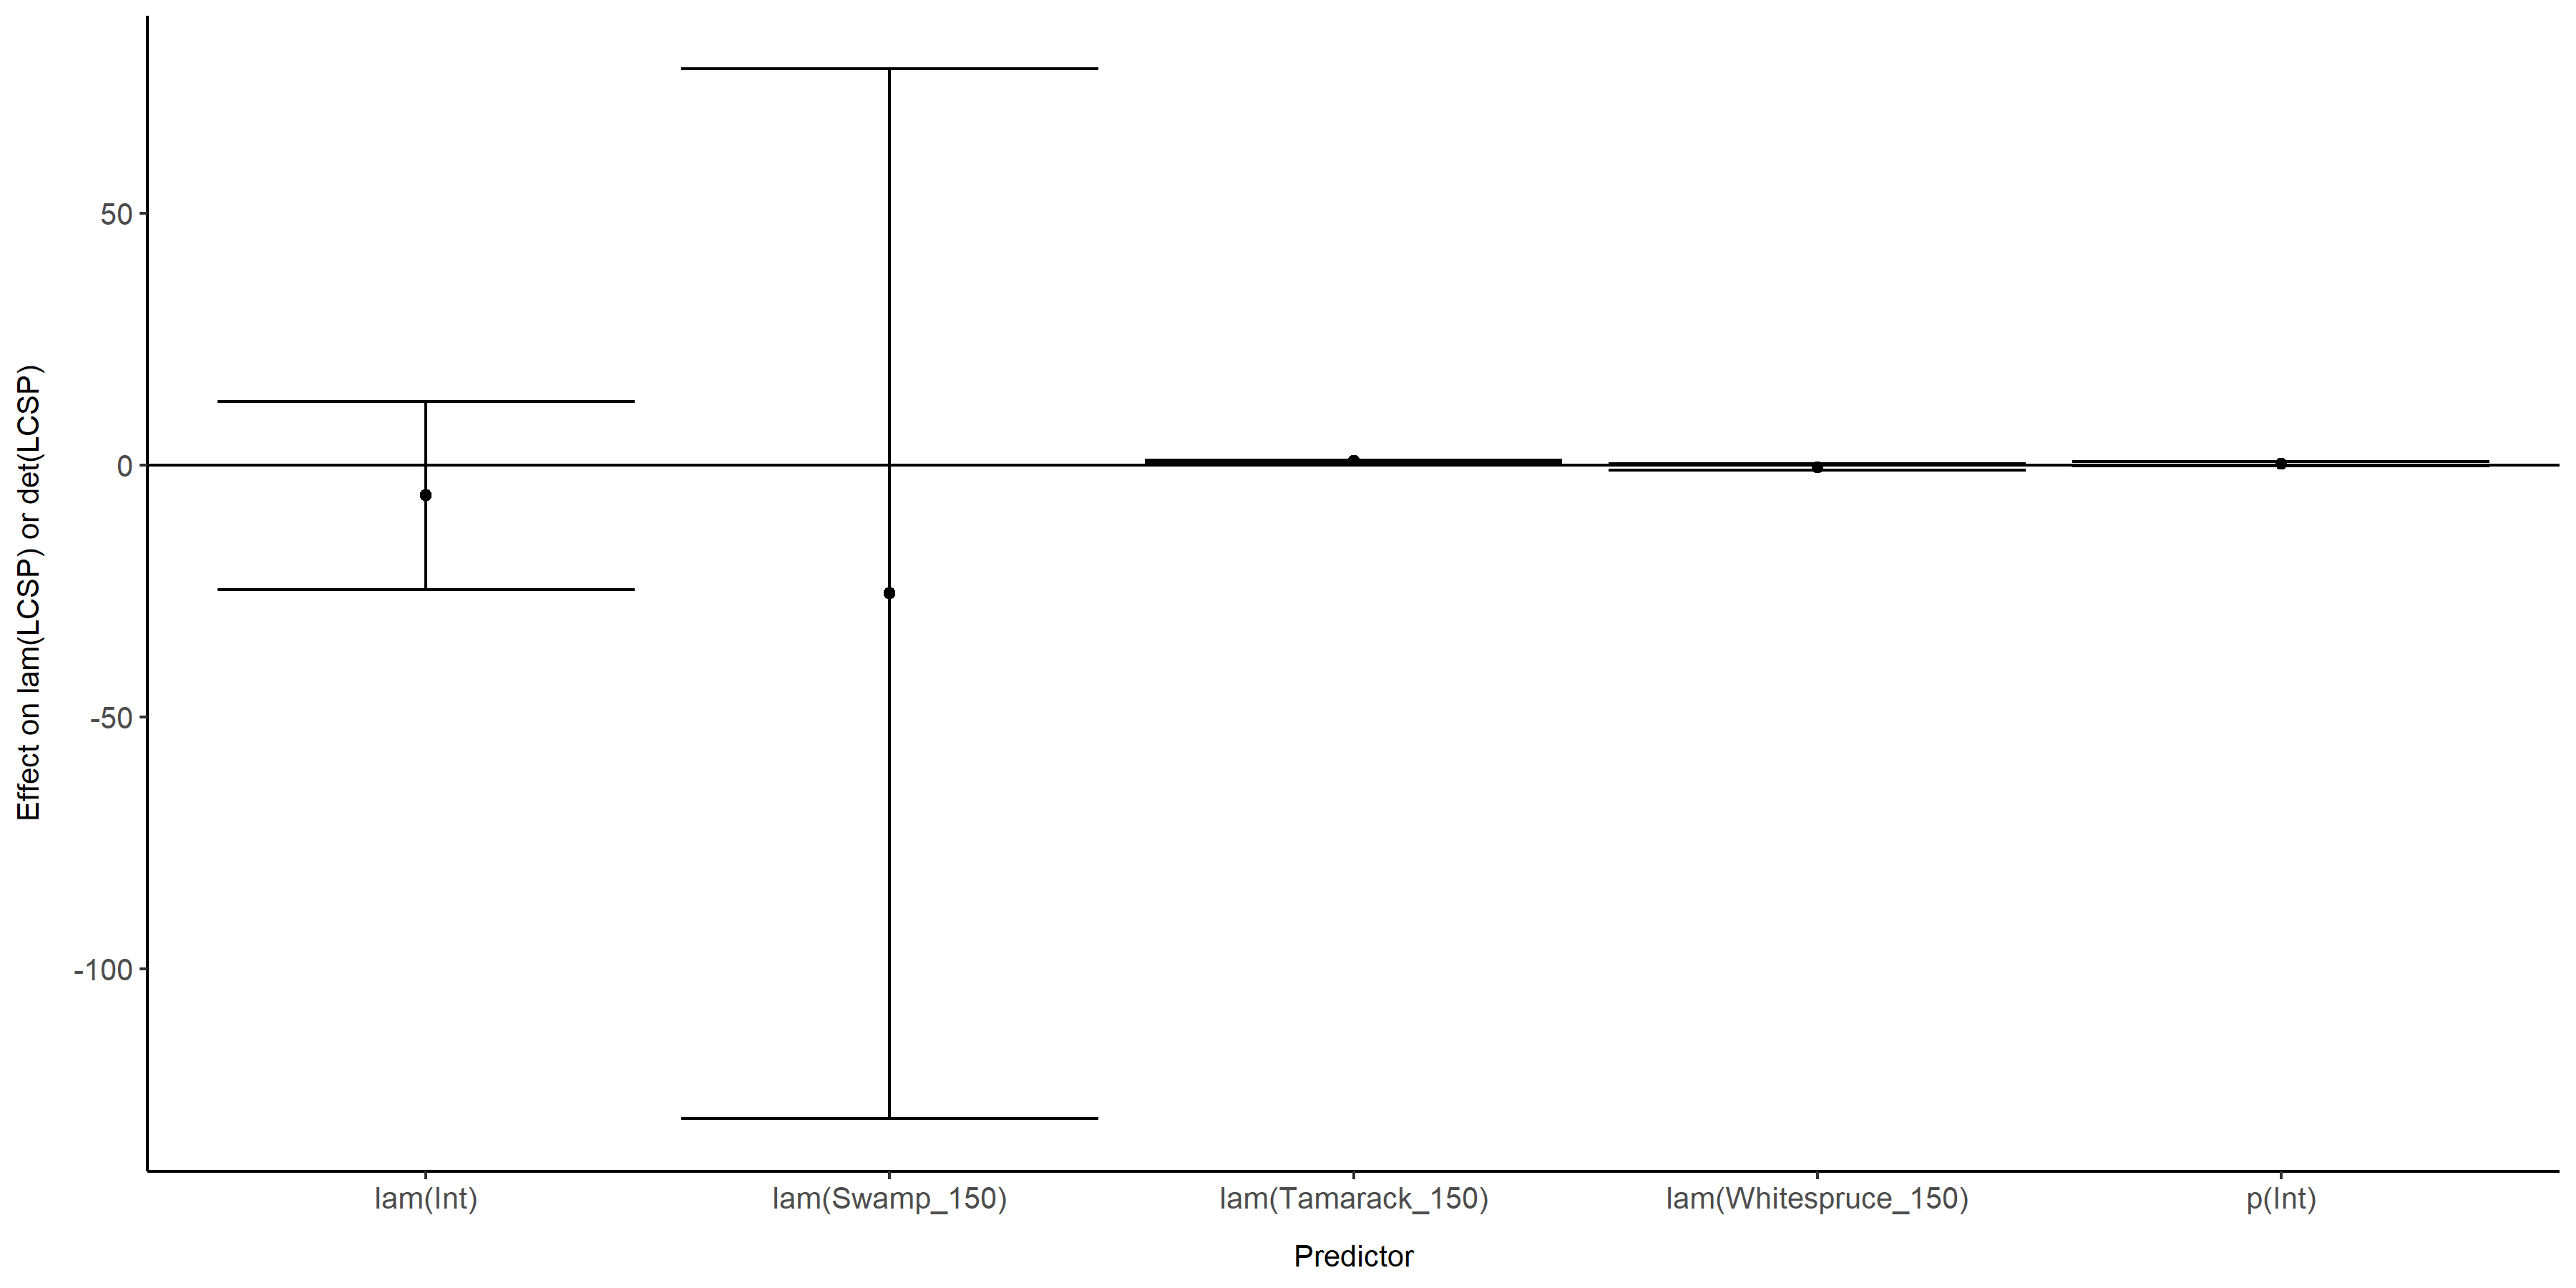 Effect on lam(LCSP) or det(LCSP)
50
0
-50
-100
lam(Int)
lam(Swamp_150)
lam(Tamarack_150)
lam(Whitespruce_150)
p(Int)
Predictor